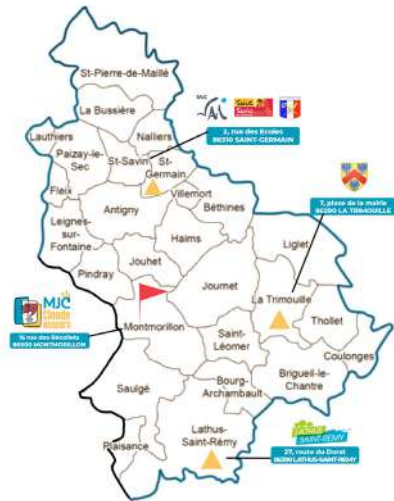 St-Pierre-de-Maillé
La Bussière
MJC
Lauthiers
Nalliers
2, rue des Ecoles
86310 SAINT-GERMAIN
Paizay-le-
Sec
St-Savin
St-
Germain
Fleix
Villemort
Antigny
Béthines
7, place de la mairie
86290 LA TRIMOUILLE
Leignes-
sur-
Fontaine
Haims
Liglet
Jouhet
Pindray
Journet
La Trimouille
MJC
Claude
Nougaro
Thollet
16 rue des Récollets
86500 MONTMORILLON
Montmorillon
Saint-
Léomer
Coulonges
Brigueil-le-
Chantre
Saulgé
Bourg-
Archambault
Plaisance
Lathus-
Saint-Rémy
LATHUS
SAINT-RÉMY
27, route du Dorat
86390 LATHUS-SAINT-REMY